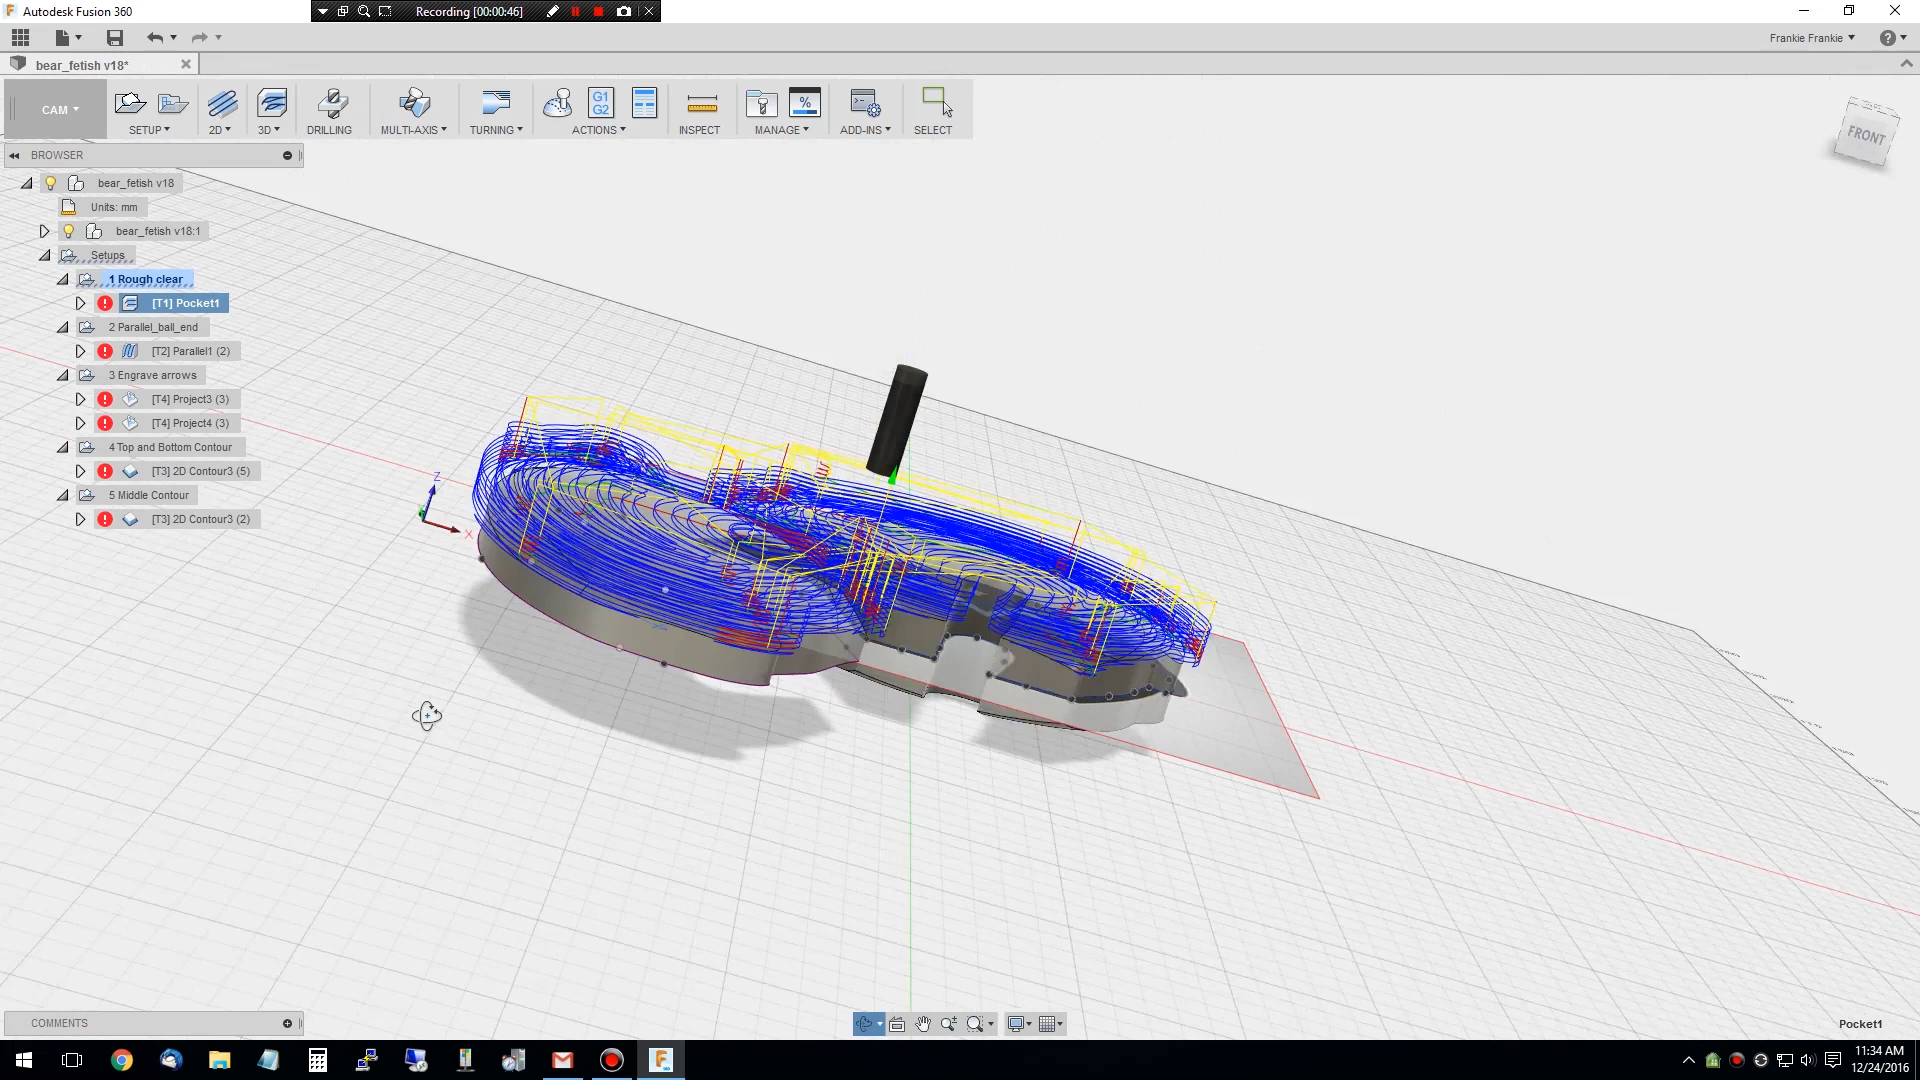 Autodesk Fusion 360
Recording [00:00:46]
Frankie Frankie
bear_fetish v18*
CAM
SETUP
2D
3D
DRILLING
MULTI-AXIS
TURNING
G1
G2
ACTIONS
INSPECT
%
MANAGE
ADD-INS
SELECT
FRONT
BROWSER
bear_fetish v18
Units: mm
bear_fetish v18:1
Setups
1 Rough clear
[T1] Pocket1
2 Parallel_ball_end
[T2] Parallel1 (2)
3 Engrave arrows
[T4] Project3 (3)
[T4] Project4 (3)
4 Top and Bottom Contour
[T3] 2D Contour3 (5)
5 Middle Contour
[T3] 2D Contour3 (2)
Z
X
COMMENTS
Pocket1
11:34 AM
12/24/2016